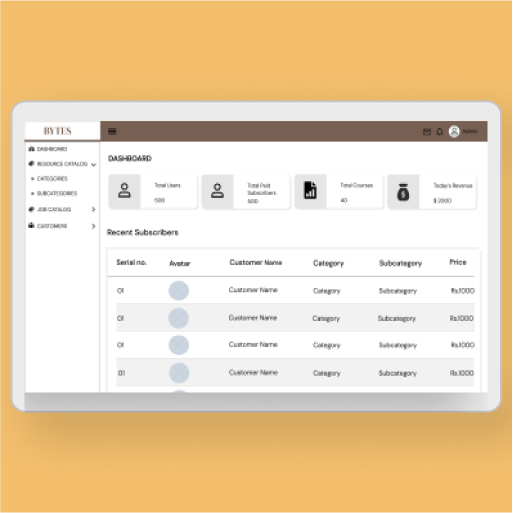 BYTES
Admin
DASHBOARD
RESOURCE CATALOG
CATEGORIES
SUBCATEGORIES
JOB CATALOG
CUSTOMERS
DASHBOARD
Total Users
500
Total Paid
Subscribers
500
Total Courses
40
Today's Revenue
$ 2000
Recent Subscribers
Serial no. Avatar Customer Name Category Subcategory Price
01 Customer Name Category Subcategory Rs.1000
01 Customer Name Category Subcategory Rs.1000
01 Customer Name Category Subcategory Rs.1000
01 Customer Name Category Subcategory Rs.1000